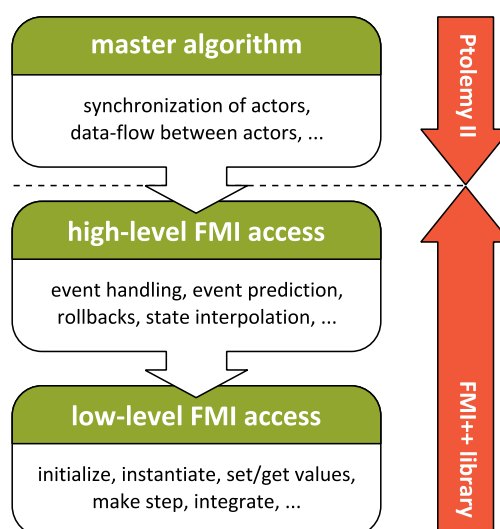 master algorithm
synchronization of actors,
data-flow between actors, ...
Ptolemy II
high-level FMI access
event handling, event prediction,
rollbacks, state interpolation, ...
low-level FMI access
initialize, instantiate, set/get values,
make step, integrate, ...
FMI++ library